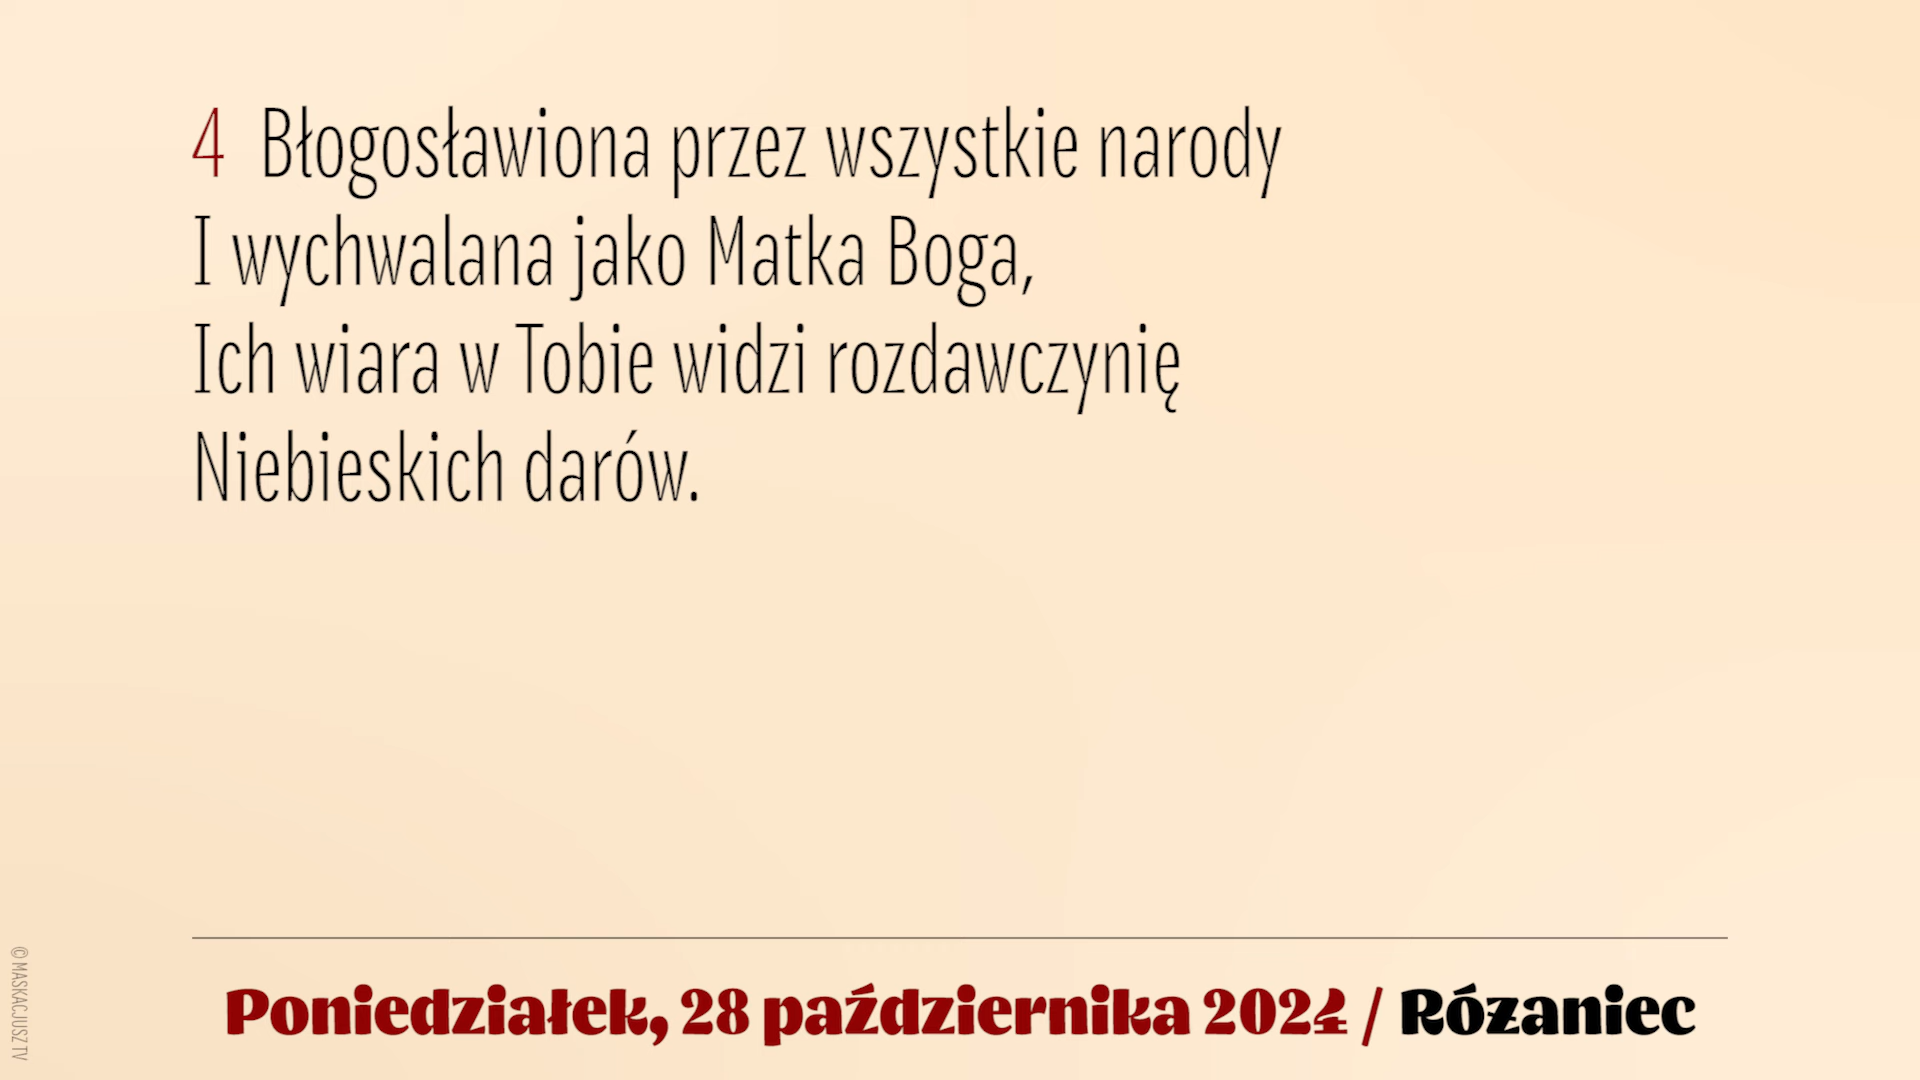 4 Błogosławiona przez wszystkie narody
I wychwalana jako Matka Boga,
Ich wiara w Tobie widzi rozdawczynię
Niebieskich darów.
Poniedziałek, 28 października 2024 / Różaniec
© MASKACJUSZ TV